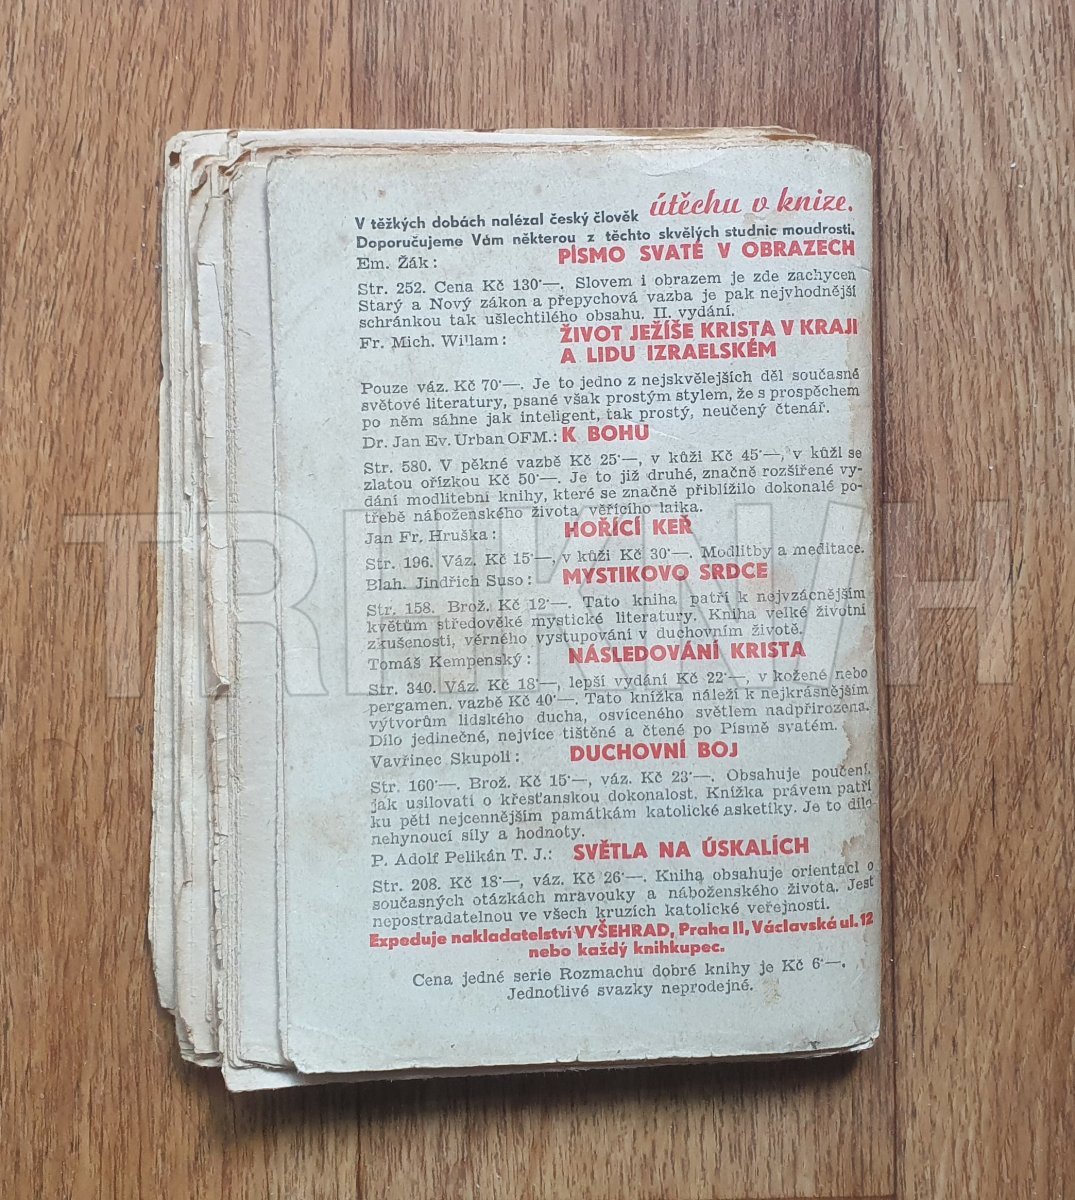 V těžkých dobách nalézal český člověk útěchu v knize.
Doporučujeme Vám některou z těchto skvělých studnic moudrosti.
Em. Žák: PÍSMO SVATÉ V OBRAZECH
Str. 252. Cena Kč 130·—. Slovem i obrazem je zde zachycen
Starý a Nový zákon a přepychová vazba je pak nejvhodnější
schránkou tak ušlechtilého obsahu. II. vydání.
Fr. Mich. Willam: ŽIVOT JEŽÍŠE KRISTA V KRAJI
A LIDU IZRAELSKÉM
Pouze váz. Kč 70·—. Je to jedno z nejskvělejších děl současné
světové literatury, psané však prostým stylem, že s prospěchem
po něm sáhne jak inteligent, tak prostý, neučený čtenář.
Dr. Jan Ev. Urban OFM.: K BOHU
Str. 580. V pěkné vazbě Kč 25·—, v kůži Kč 45·—, v kůži se
zlatou ořízkou Kč 50·—. Je to již druhé, značně rozšířené vy-
dání modlitební knihy, které se značně přiblížilo dokonalé po-
třebě náboženského života věřícího laika.
Jan Fr. Hruška: HOŘÍCÍ KEŘ
Str. 196. Váz. Kč 15·—, v kůži Kč 30·—. Modlitby a meditace.
Blah. Jindřich Suso: MYSTIKOVO SRDCE
Str. 158. Brož. Kč 12·—. Tato kniha patří k nejvzácnějším
květům středověké mystické literatury. Kniha velké životní
zkušenosti, věrného vystupování v duchovním životě.
Tomáš Kempenský: NÁSLEDOVÁNÍ KRISTA
Str. 340. Váz. Kč 18·—, lepší vydání Kč 22·—, v kožené nebo
pergamen. vazbě Kč 40·—. Tato knížka náleží k nejkrásnějším
výtvorům lidského ducha, osvíceného světlem nadpřirozena.
Dílo jedinečné, nejvíce tištěné a čtené po Písmě svatém.
Vavřinec Skupoli: DUCHOVNÍ BOJ
Str. 160·—. Brož. Kč 15·—, váz. Kč 23·—. Obsahuje poučení,
jak usilovati o křesťanskou dokonalost. Knížka právem patří
ku pěti nejcennějším památkám katolické asketiky. Je to dílo
nehynoucí síly a hodnoty.
P. Adolf Pelikán T. J.: SVĚTLA NA ÚSKALÍCH
Str. 208. Kč 18·—, váz. Kč 26·—. Kniha obsahuje orientaci o
současných otázkách mravouky a náboženského života. Jest
nepostradatelnou ve všech kruzích katolické veřejnosti.
Expeduje nakladatelství VYŠEHRAD, Praha II, Václavská ul. 12
nebo každý knihkupec.
Cena jedné serie Rozmachu dobré knihy je Kč 6·—.
Jednotlivé svazky neprodejné.